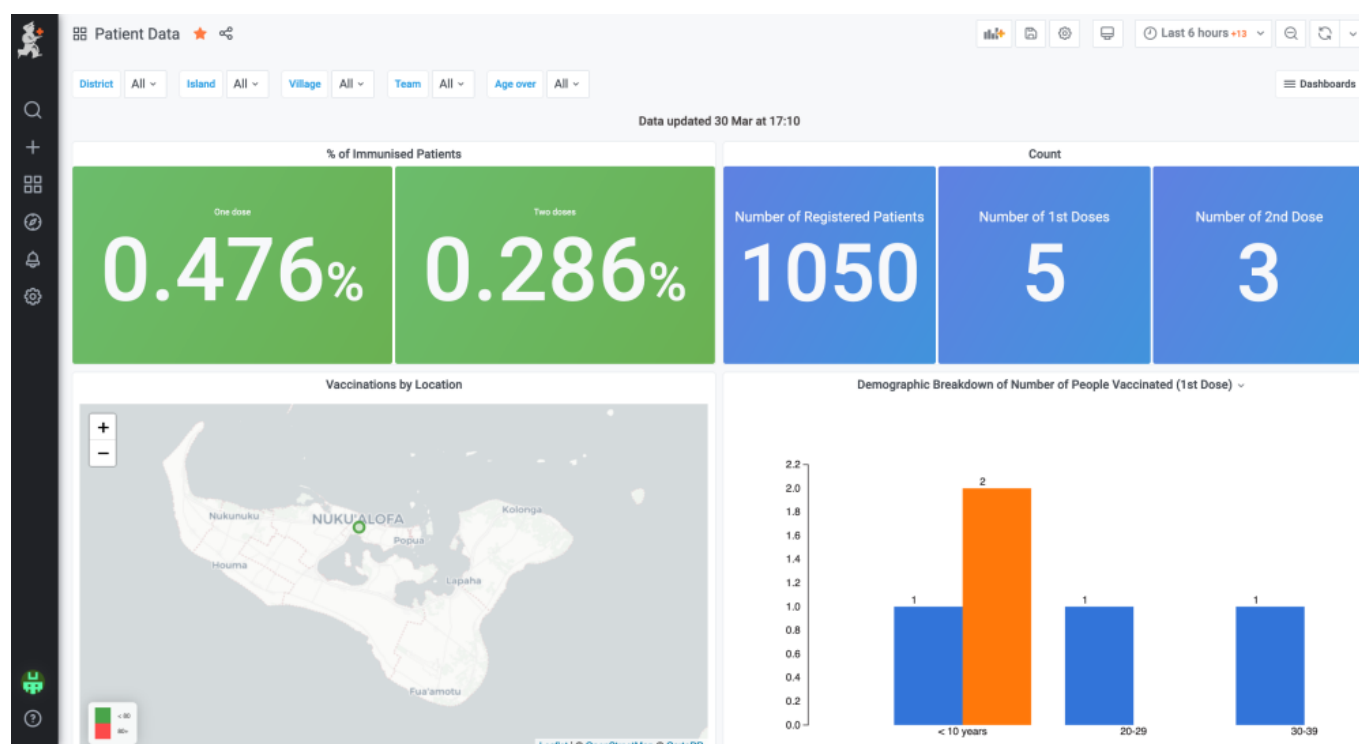 Patient Data
Last 6 hours +13
District All Island All Village All Team All Age over All
Dashboards
Data updated 30 Mar at 17:10
% of Immunised Patients
One dose
0.476%
Two doses
0.286%
Count
Number of Registered Patients
1050
Number of 1st Doses
5
Number of 2nd Dose
3
Vaccinations by Location
+
−
Nukunuku
NUKU'ALOFA
Kolonga
Popua
Houma
Lapaha
Fua'amotu
< 80
80+
Leaflet | © OpenStreetMap © CartoDB
Demographic Breakdown of Number of People Vaccinated (1st Dose)
2.2
2.0
1.8
1.6
1.4
1.2
1.0
0.8
0.6
0.4
0.2
0.0
1
2
1
1
< 10 years
20-29
30-39